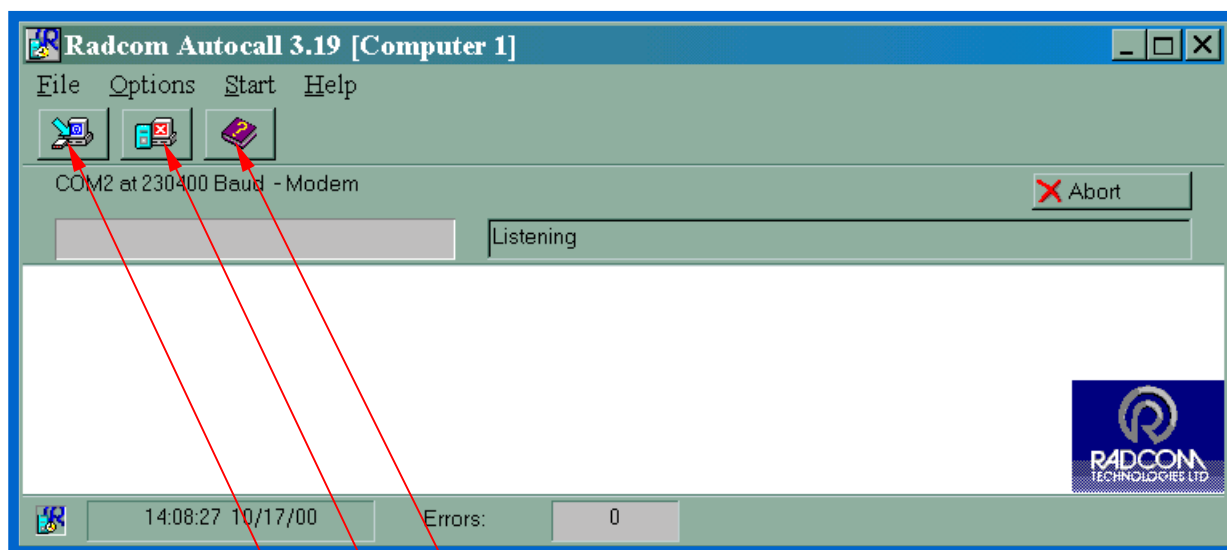 Radcom Autocall 3.19 [Computer 1]
File Options Start Help
COM2 at 230400 Baud - Modem
Abort
Listening
RADCOM
TECHNOLOGIES LTD
14:08:27 10/17/00 Errors: 0